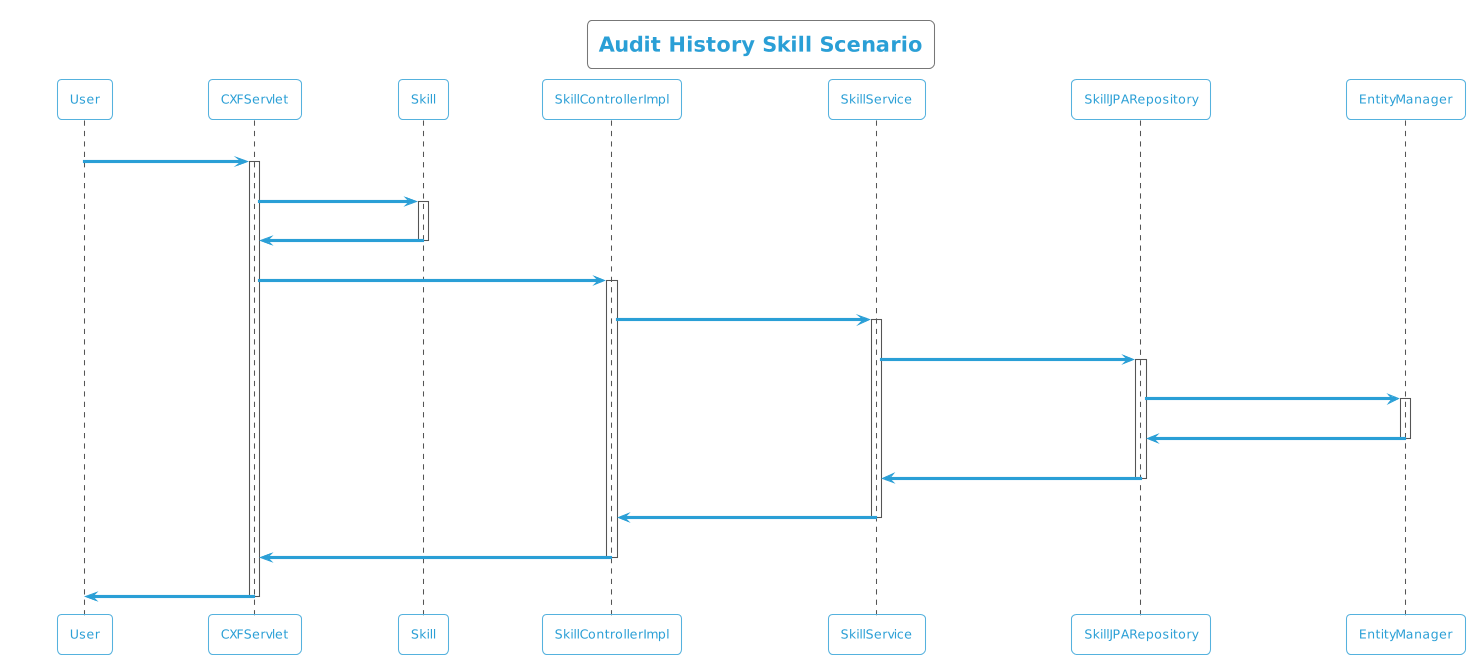 Audit History Skill Scenario
User
CXFServlet
Skill
SkillControllerImpl
SkillService
SkillJPARepository
EntityManager
User
CXFServlet
Skill
SkillControllerImpl
SkillService
SkillJPARepository
EntityManager